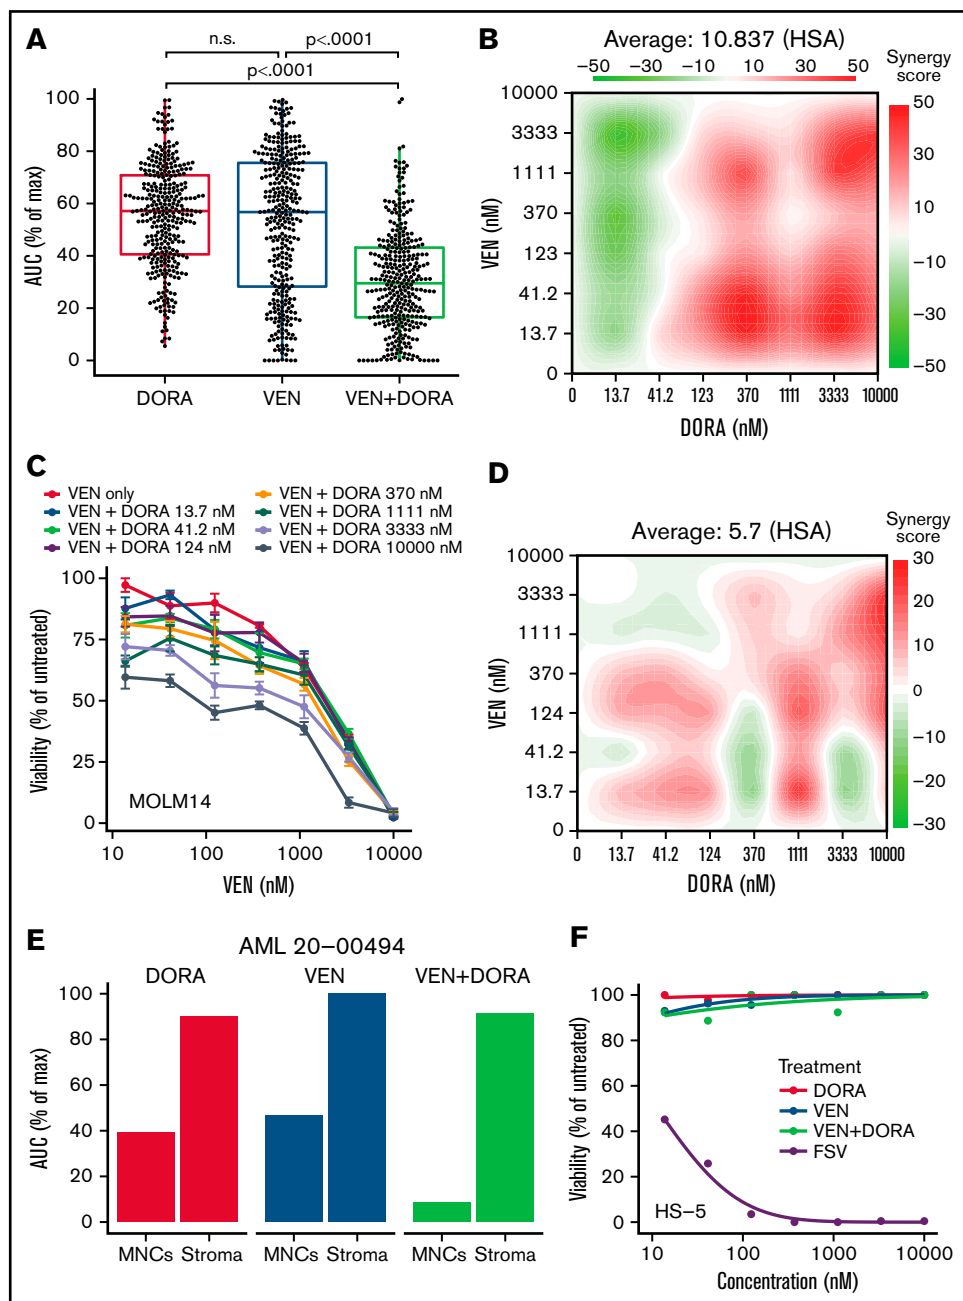 A
n.s.
p<.0001
p<.0001
AUC (% of max)
100
80
60
40
20
0
DORA
VEN
VEN+DORA
B
Average: 10.837 (HSA)
−50
−30
−10
10
50
Synergy
score
50
30
10
−10
−30
−50
VEN (nM)
10000
3333
1111
370
123
41.2
13.7
0
0
13.7
41.2
123
370
1111
3333
10000
DORA (nM)
C
VEN only
VEN + DORA 13.7 nM
VEN + DORA 41.2 nM
VEN + DORA 124 nM
VEN + DORA 370 nM
VEN + DORA 1111 nM
VEN + DORA 3333 nM
VEN + DORA 10000 nM
Viability (% of untreated)
100
75
50
25
0
MOLM14
10
100
1000
10000
VEN (nM)
D
Average: 5.7 (HSA)
Synergy
score
30
20
10
0
−10
−20
−30
VEN (nM)
10000
3333
1111
370
124
41.2
13.7
0
0
13.7
41.2
124
370
1111
3333
10000
DORA (nM)
E
AML 20−00494
DORA
VEN
VEN+DORA
AUC (% of max)
100
80
60
40
20
0
MNCs
Stroma
MNCs
Stroma
MNCs
Stroma
F
Viability (% of untreated)
100
80
60
40
20
0
Treatment
DORA
VEN
VEN+DORA
FSV
HS−5
10
100
1000
10000
Concentration (nM)